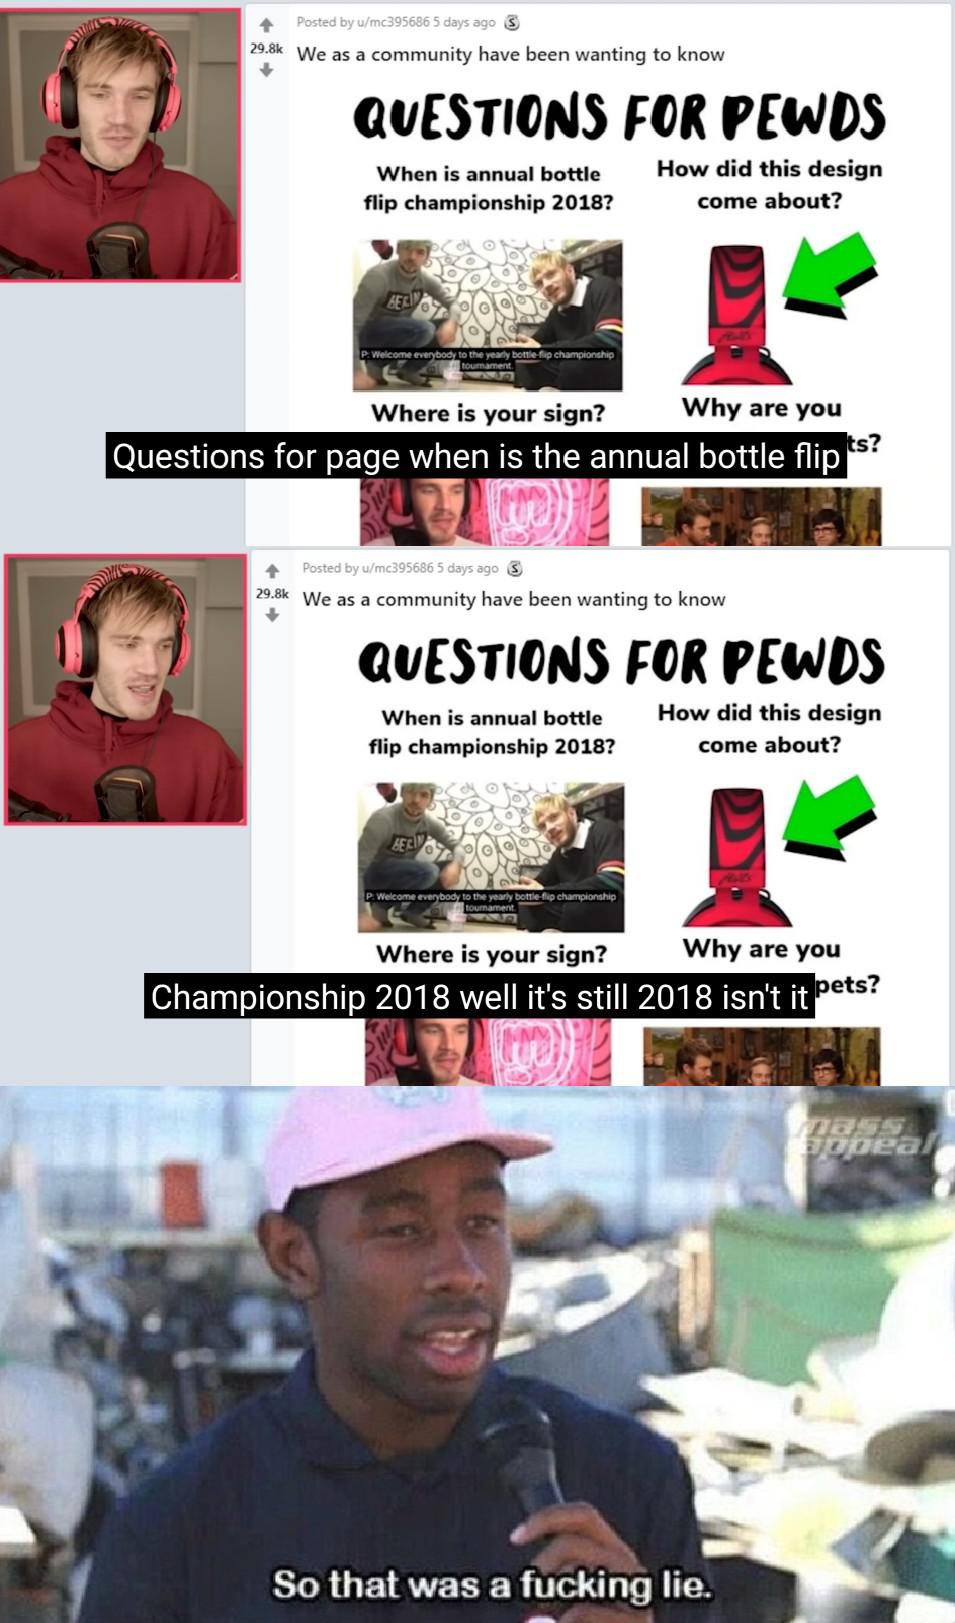 Posted by u/mc395686 5 days ago
29.8k
We as a community have been wanting to know
QUESTIONS FOR PEWDS
When is annual bottle
flip championship 2018?
How did this design
come about?
BERLIN
P: Welcome everybody to the yearly bottle-flip championship
tournament.
Where is your sign?
Why are you
ts?
Questions for page when is the annual bottle flip
Posted by u/mc395686 5 days ago
29.8k
We as a community have been wanting to know
QUESTIONS FOR PEWDS
When is annual bottle
flip championship 2018?
How did this design
come about?
BERLIN
P: Welcome everybody to the yearly bottle-flip championship
tournament.
Where is your sign?
Why are you
pets?
Championship 2018 well it's still 2018 isn't it
mass
appeal
So that was a fucking lie.